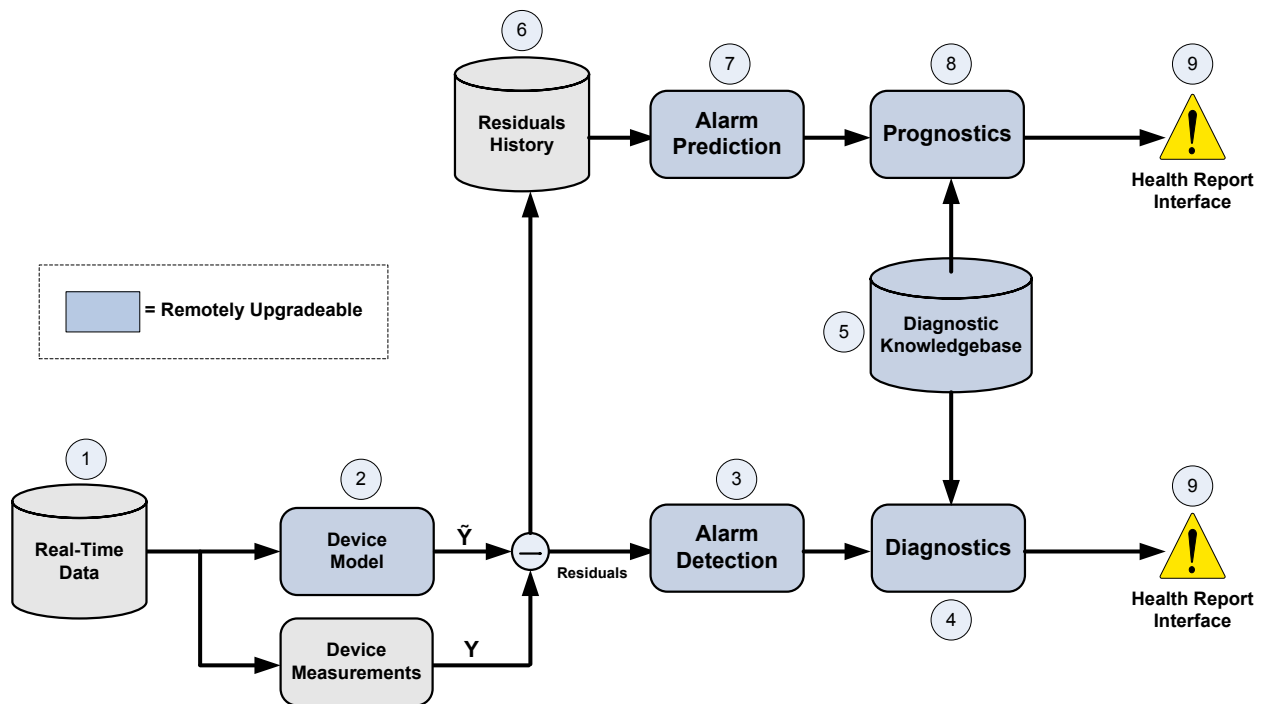 6
7
8
9
Residuals
History
Alarm
Prediction
Prognostics
Health Report
Interface
= Remotely Upgradeable
5
Diagnostic
Knowledgebase
1
2
3
9
Real-Time
Data
Device
Model
Ỹ
Residuals
Alarm
Detection
Diagnostics
Health Report
Interface
4
Device
Measurements
Y